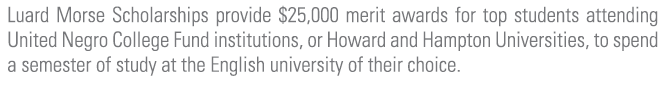 Luard Morse Scholarships provide $25,000 merit awards for top students attending
United Negro College Fund institutions, or Howard and Hampton Universities, to spend
a semester of study at the English university of their choice.